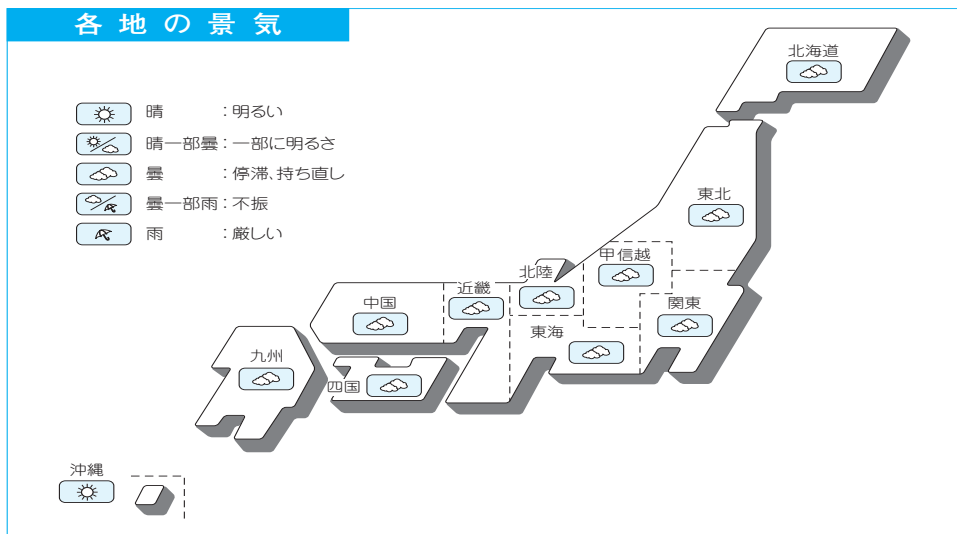 各地の景気
晴　：明るい
晴一部曇：一部に明るさ
曇　：停滞、持ち直し
曇一部雨：不振
雨　：厳しい
北海道
東北
甲信越
北陸
近畿
中国
関東
東海
九州
四国
沖縄